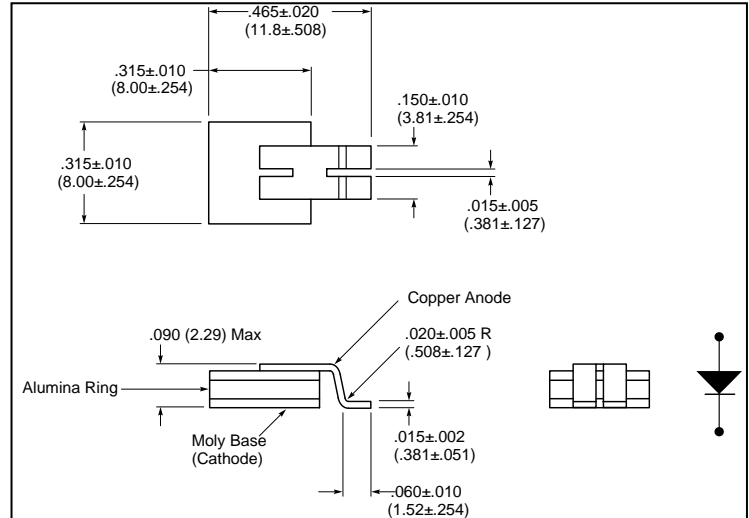 .465±.020
(11.8±.508)
.315±.010
(8.00±.254)
.150±.010
(3.81±.254)
.315±.010
(8.00±.254)
.015±.005
(.381±.127)
Copper Anode
.090 (2.29) Max
.020±.005 R
(.508±.127 )
Alumina Ring
Moly Base
(Cathode)
.015±.002
(.381±.051)
.060±.010
(1.52±.254)